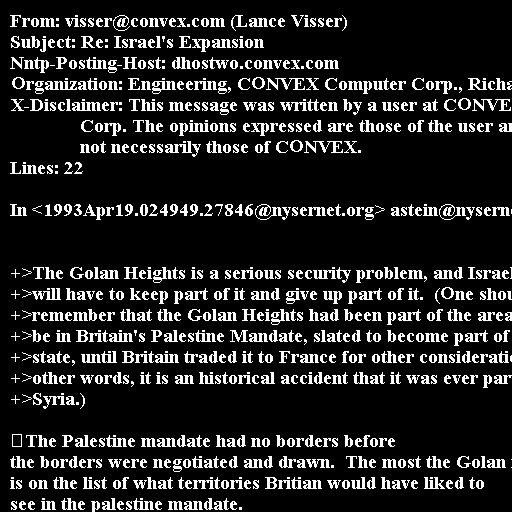 From: visser@convex.com (Lance Visser)
Subject: Re: Israel's Expansion
Nntp-Posting-Host: dhostwo.convex.com
Organization: Engineering, CONVEX Computer Corp., Richa
X-Disclaimer: This message was written by a user at CONVE
Corp. The opinions expressed are those of the user an
not necessarily those of CONVEX.
Lines: 22
In <1993Apr19.024949.27846@nysernet.org> astein@nyserne
+>The Golan Heights is a serious security problem, and Israel
+>will have to keep part of it and give up part of it.  (One shou
+>remember that the Golan Heights had been part of the area
+>be in Britain's Palestine Mandate, slated to become part of
+>state, until Britain traded it to France for other consideratio
+>other words, it is an historical accident that it was ever par
+>Syria.)
The Palestine mandate had no borders before
the borders were negotiated and drawn.  The most the Golan
is on the list of what territories Britian would have liked to
see in the palestine mandate.